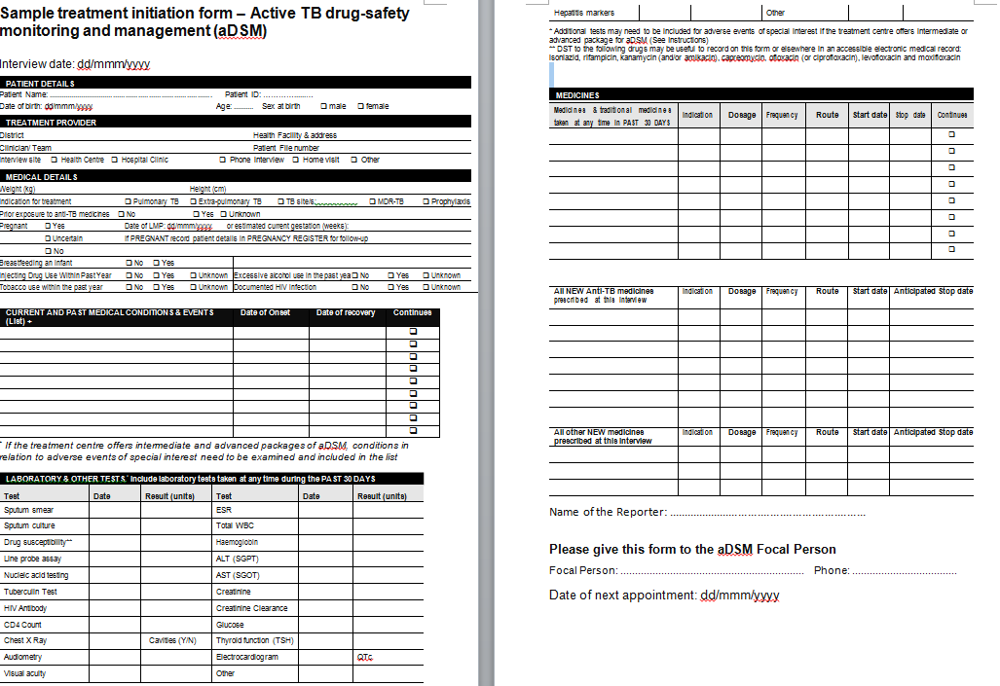 Sample treatment initiation form – Active TB drug-safety
monitoring and management (aDSM)
Interview date: dd/mmm/yyyy
PATIENT DETAILS
Patient Name: ........................................................ Patient ID: .....................
Date of birth: dd/mmm/yyyy Age: ......... Sex at birth ❑ male ❑ female
TREATMENT PROVIDER
District Health Facility & address
Clinician/ Team Patient File number
Interview site ❑ Health Centre ❑ Hospital Clinic ❑ Phone Interview ❑ Home visit ❑ Other
MEDICAL DETAILS
Weight (kg) Height (cm)
Indication for treatment ❑ Pulmonary TB ❑ Extra-pulmonary TB ❑ TB site/s: ❑ MDR-TB ❑ Prophylaxis
Prior exposure to anti-TB medicines ❑ No ❑ Yes ❑ Unknown
Pregnant ❑ Yes Date of LMP: dd/mmm/yyyy or estimated current gestation (weeks):
❑ Uncertain If PREGNANT record patient details in PREGNANCY REGISTER for follow-up
❑ No
Breastfeeding an infant ❑ No ❑ Yes
Injecting Drug Use Within Past Year ❑ No ❑ Yes ❑ Unknown Excessive alcohol use in the past yea ❑ No ❑ Yes ❑ Unknown
Tobacco use within the past year ❑ No ❑ Yes ❑ Unknown Documented HIV infection ❑ No ❑ Yes ❑ Unknown
CURRENT AND PAST MEDICAL CONDITIONS & EVENTS Date of Onset Date of recovery Continues
(List) +
❑
❑
❑
❑
❑
❑
❑
❑
❑
+ If the treatment centre offers intermediate and advanced packages of aDSM, conditions in
relation to adverse events of special interest need to be examined and included in the list
LABORATORY & OTHER TESTS.* Include laboratory tests taken at any time during the PAST 30 DAYS
Test Date Result (units) Test Date Result (units)
Sputum smear ESR
Sputum culture Total WBC
Drug susceptibility** Haemoglobin
Line probe assay ALT (SGPT)
Nucleic acid testing AST (SGOT)
Tuberculin Test Creatinine
HIV Antibody Creatinine Clearance
CD4 Count Glucose
Chest X Ray Cavities (Y/N) Thyroid function (TSH)
Audiometry Electrocardiogram QTc
Visual acuity Other
Hepatitis markers Other
* Additional tests may need to be included for adverse events of special interest if the treatment centre offers intermediate or
advanced package for aDSM (See Instructions)
** DST to the following drugs may be useful to record on this form or elsewhere in an accessible electronic medical record:
isoniazid, rifampicin, kanamycin (and/or amikacin), capreomycin, ofloxacin (or ciprofloxacin), levofloxacin and moxifloxacin
MEDICINES
Medicines & traditional medicines Indication Dosage Frequency Route Start date Stop date Continues
taken at any time in PAST 30 DAYS
❑
❑
❑
❑
❑
❑
❑
❑
All NEW Anti-TB medicines Indication Dosage Frequency Route Start date Anticipated Stop date
prescribed at this interview
All other NEW medicines Indication Dosage Frequency Route Start date Anticipated Stop date
prescribed at this interview
Name of the Reporter: ........................................................
Please give this form to the aDSM Focal Person
Focal Person: ........................................................ Phone: ................................
Date of next appointment: dd/mmm/yyyy